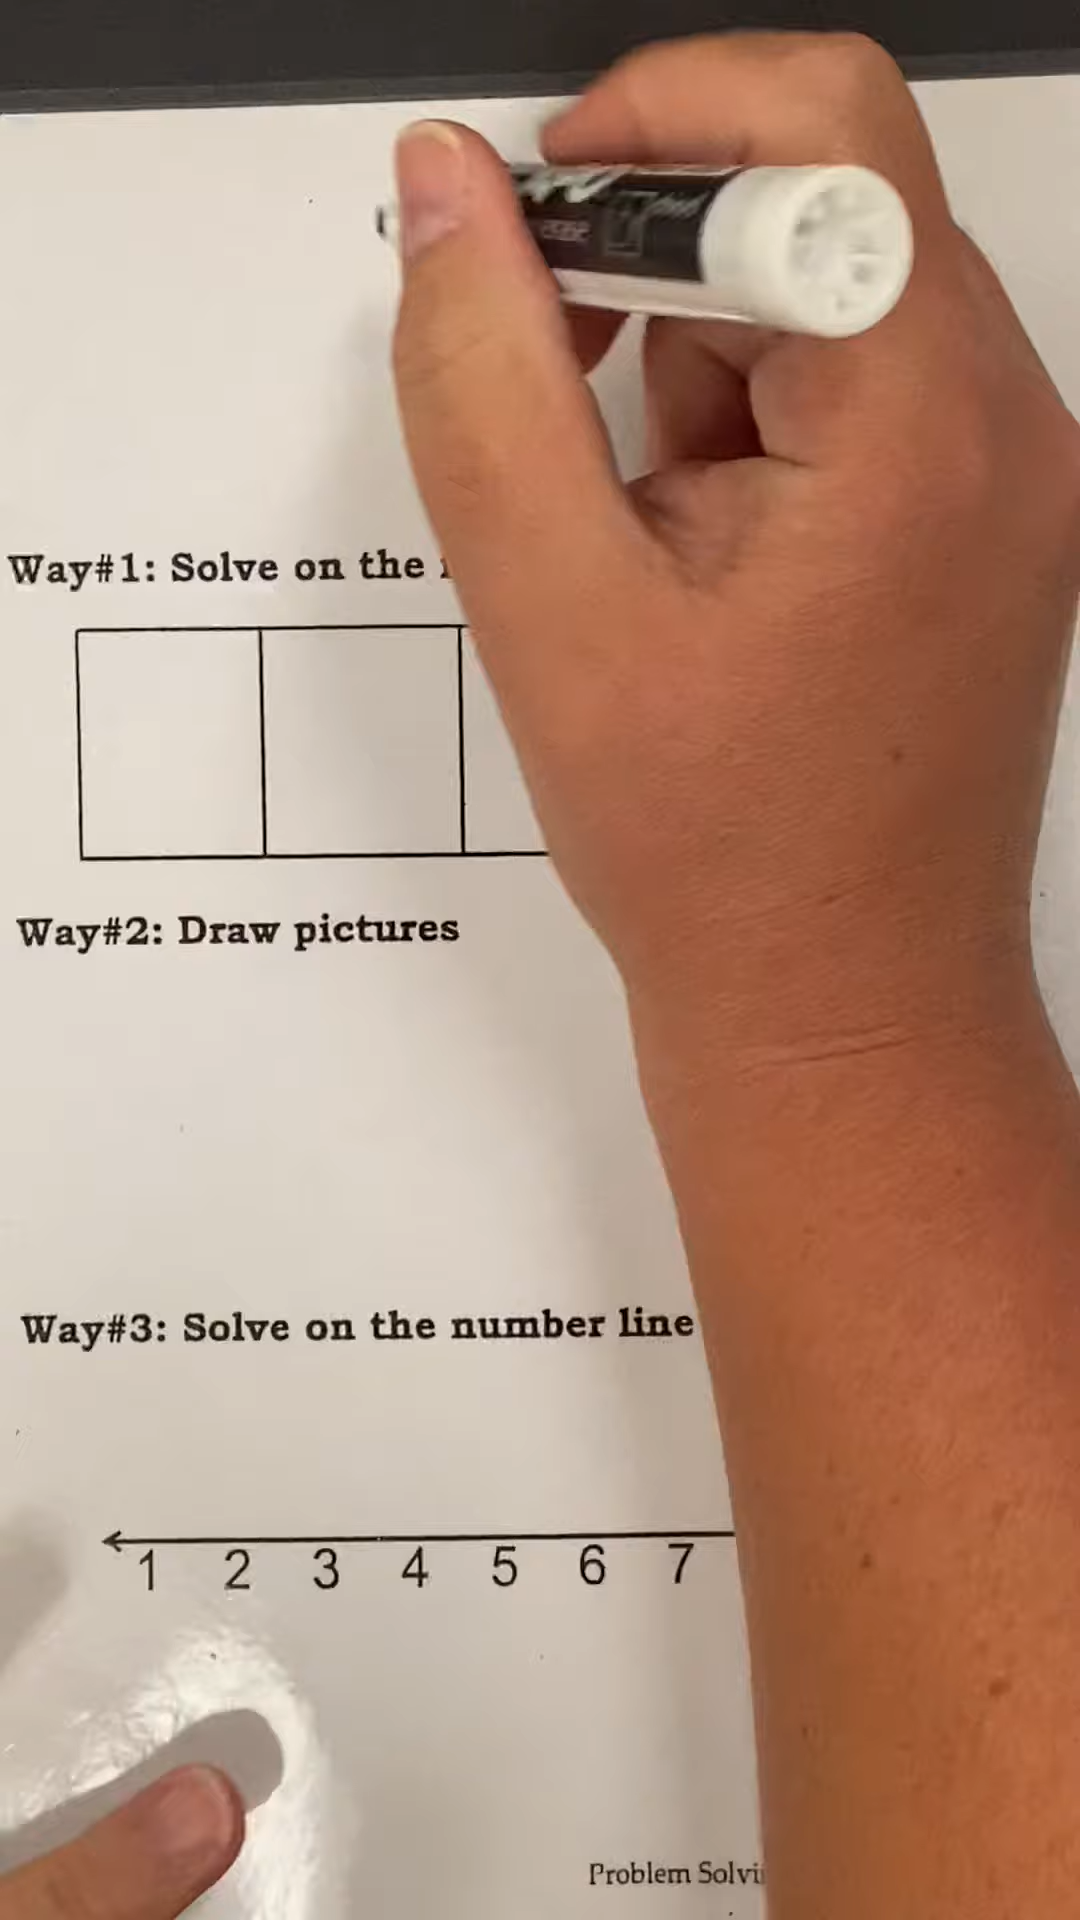 Way#1: Solve on the
Way#2: Draw pictures
Way#3: Solve on the number line
1 2 3 4 5 6 7
Problem